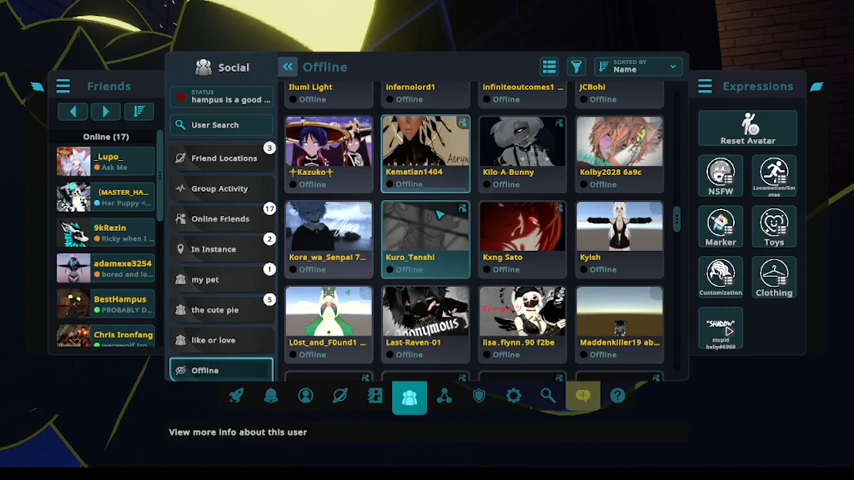 Friends
Online (17)
_Lupo_
Ask Me
(MASTER_HA...
Her Puppy <...
9kRezin
Ricky when I ...
adamexe3254
bored and lo...
BestHampus
PROBABLY D...
Chris Ironfang
Social
STATUS
hampus is a good ...
User Search
Friend Locations
3
Group Activity
Online Friends
17
In Instance
2
my pet
1
the cute pie
5
like or love
Offline
Offline
SORTED BY
Name
Ilumi Light
Offline
infernolord1
Offline
infiniteoutcomes1 ...
Offline
JCBohi
Offline
✝Kazuko✝
Offline
Kematian1404
Offline
Kilo-A-Bunny
Offline
Kolby2028 6a9c
Offline
Kore_wa_Senpai 7...
Offline
Kuro_Tenshi
Offline
Kxng Sato
Offline
Kyish
Offline
L0st_and_F0und1 ...
Offline
Last-Raven-01
Offline
lisa.flynn.90 f2be
Offline
Maddenkiller19 ab...
Offline
Expressions
Reset Avatar
NSFW
Locomotion/Emotes
Marker
Toys
Customization
Clothing
"SHADOW"
stupid
View more info about this user